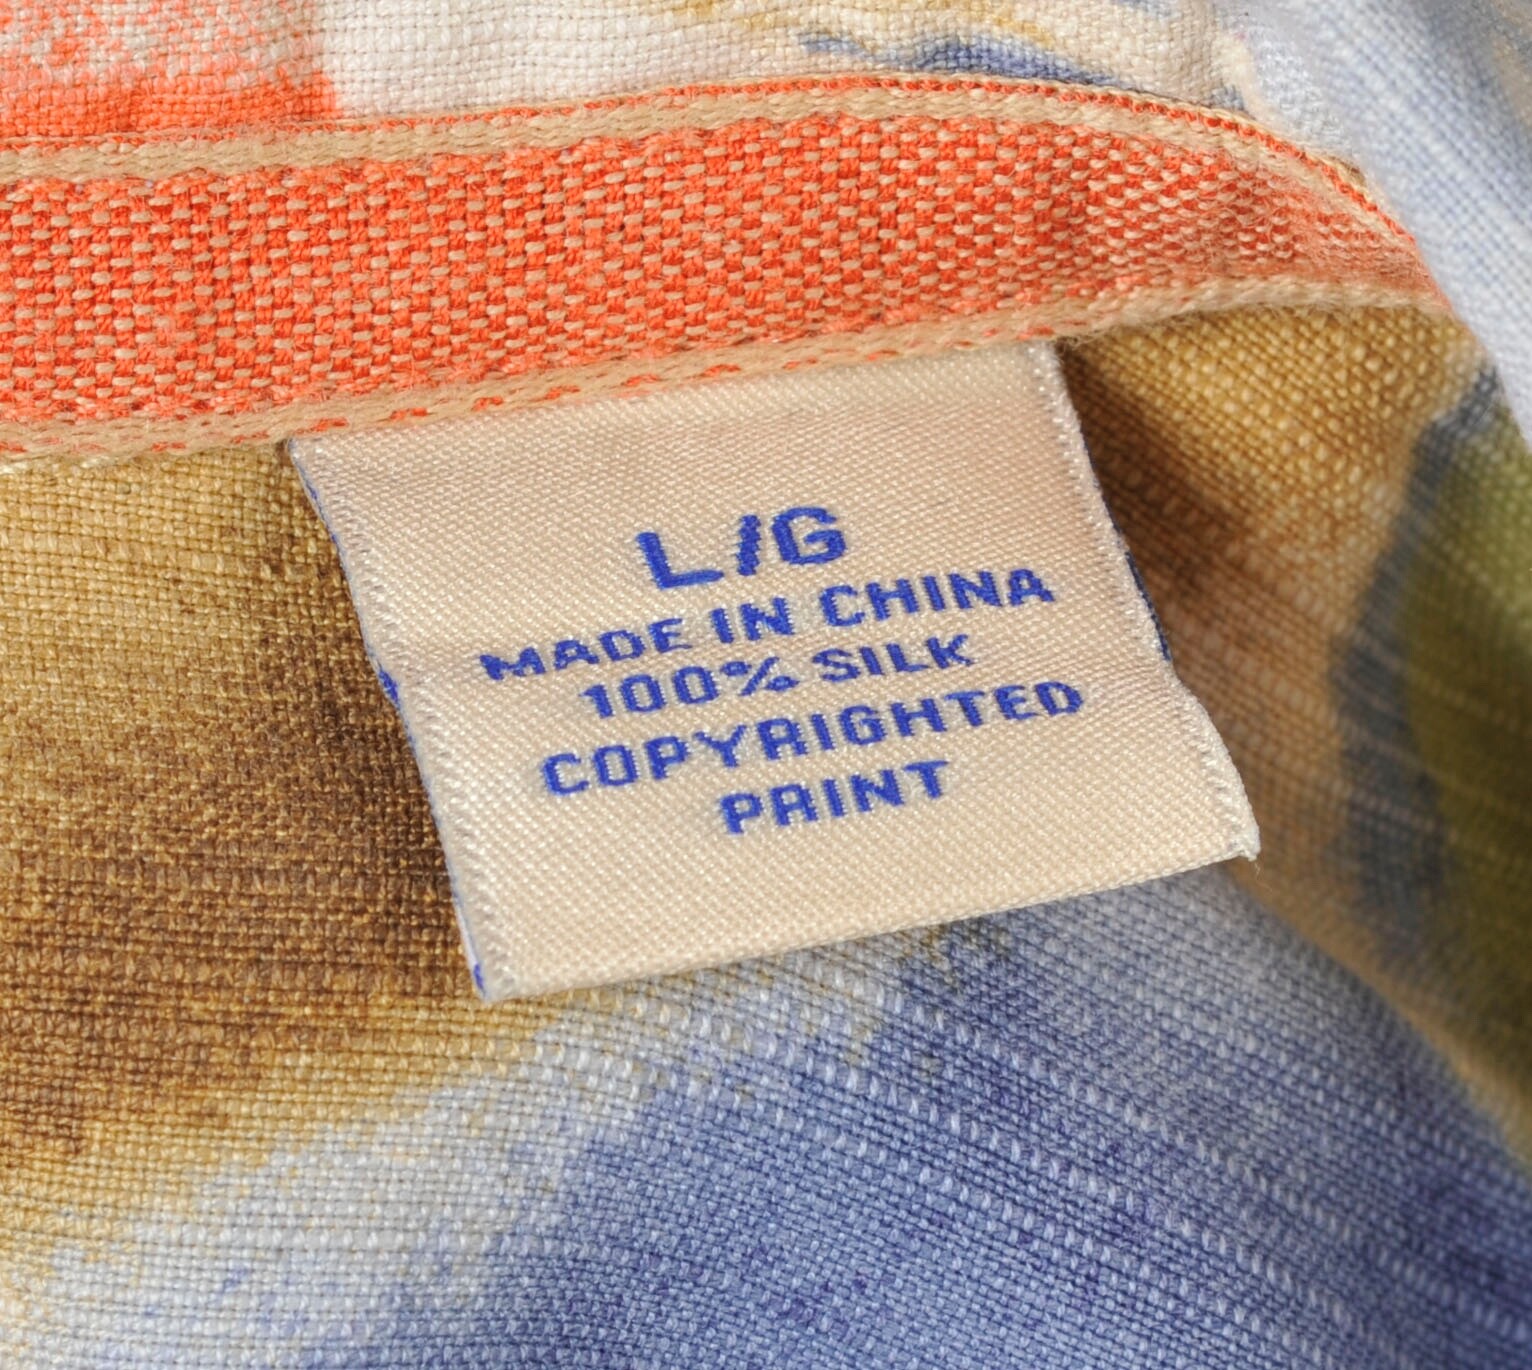 L/G
MADE IN CHINA
100% SILK
COPYRIGHTED
PRINT